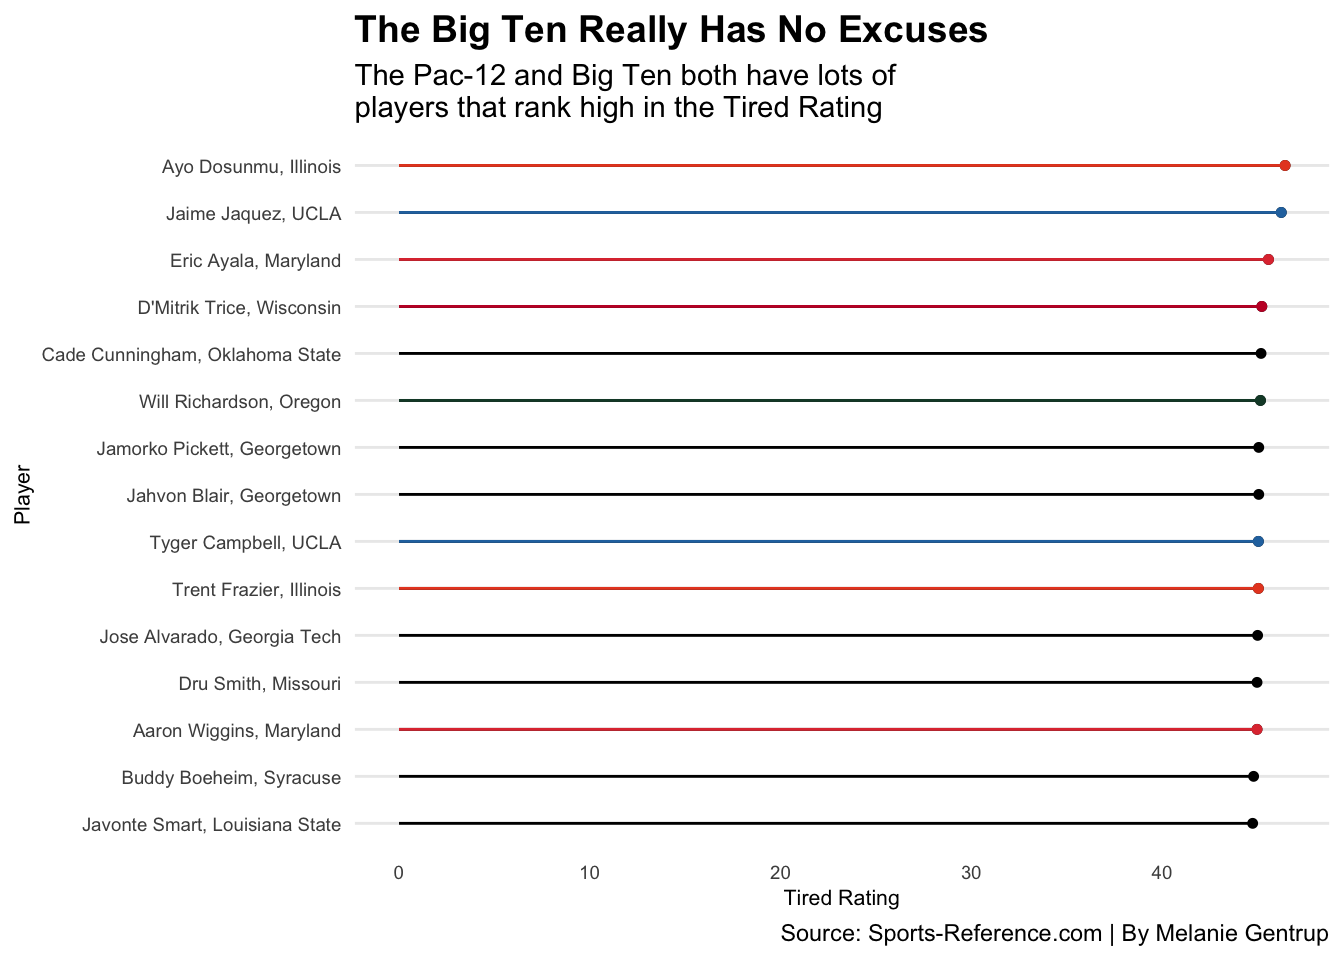 The Big Ten Really Has No Excuses
The Pac-12 and Big Ten both have lots of
players that rank high in the Tired Rating
Player
Ayo Dosunmu, Illinois
Jaime Jaquez, UCLA
Eric Ayala, Maryland
D'Mitrik Trice, Wisconsin
Cade Cunningham, Oklahoma State
Will Richardson, Oregon
Jamorko Pickett, Georgetown
Jahvon Blair, Georgetown
Tyger Campbell, UCLA
Trent Frazier, Illinois
Jose Alvarado, Georgia Tech
Dru Smith, Missouri
Aaron Wiggins, Maryland
Buddy Boeheim, Syracuse
Javonte Smart, Louisiana State
0 10 20 30 40
Tired Rating
Source: Sports-Reference.com | By Melanie Gentrup